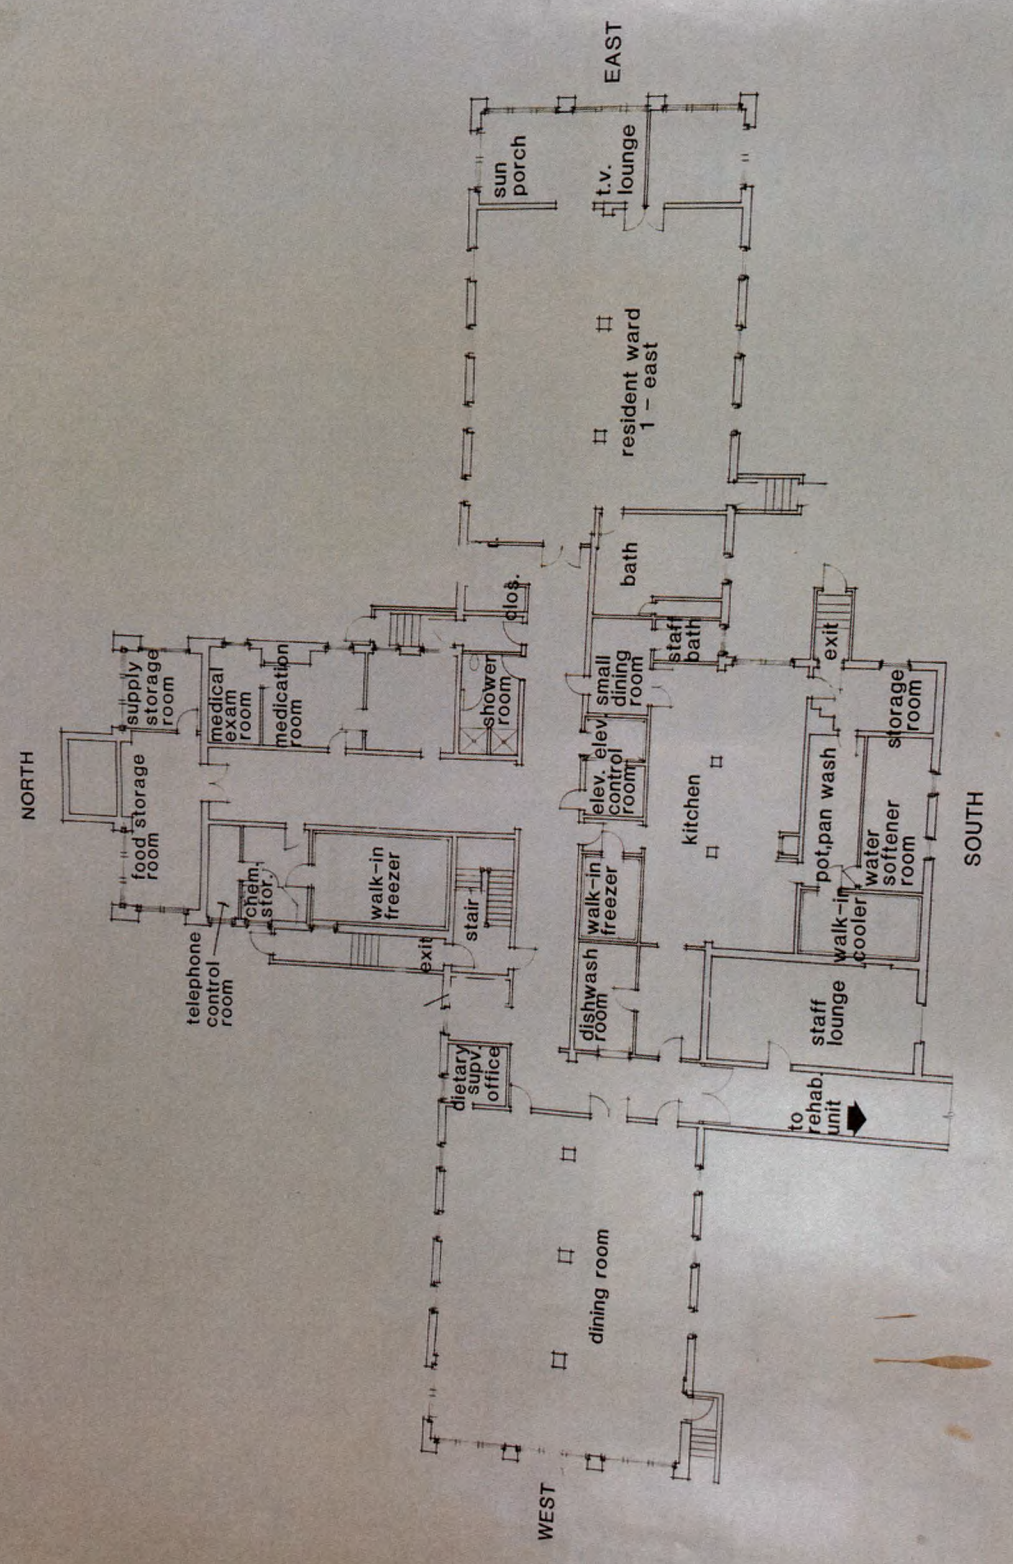 NORTH
supply
storage
room
food storage
room
medical
exam
room
medication
room
telephone
control
room
chem.
stor.
walk-in
freezer
stair
exit
shower
room
clos.
dietary
supv.
office
dishwash
room
walk-in
freezer
elev.
control
room
elev.
small
dining
room
staff
bath
bath
resident ward
1 - east
sun
porch
t.v.
lounge
EAST
kitchen
pot,pan wash
exit
storage
room
water
softener
room
walk-in
cooler
staff
lounge
to
rehab.
unit
dining room
WEST
SOUTH